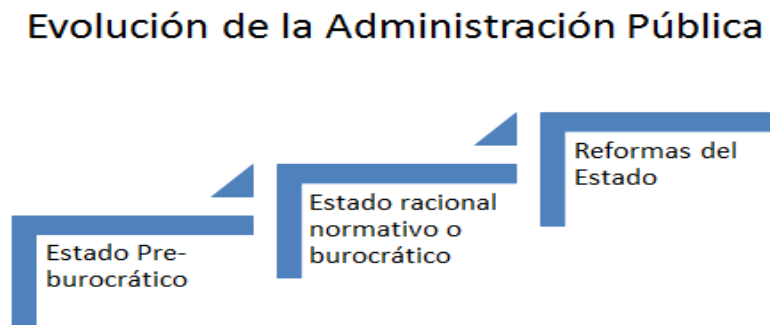 Evolución de la Administración Pública
Estado Pre-
burocrático
Estado racional
normativo o
burocrático
Reformas del
Estado